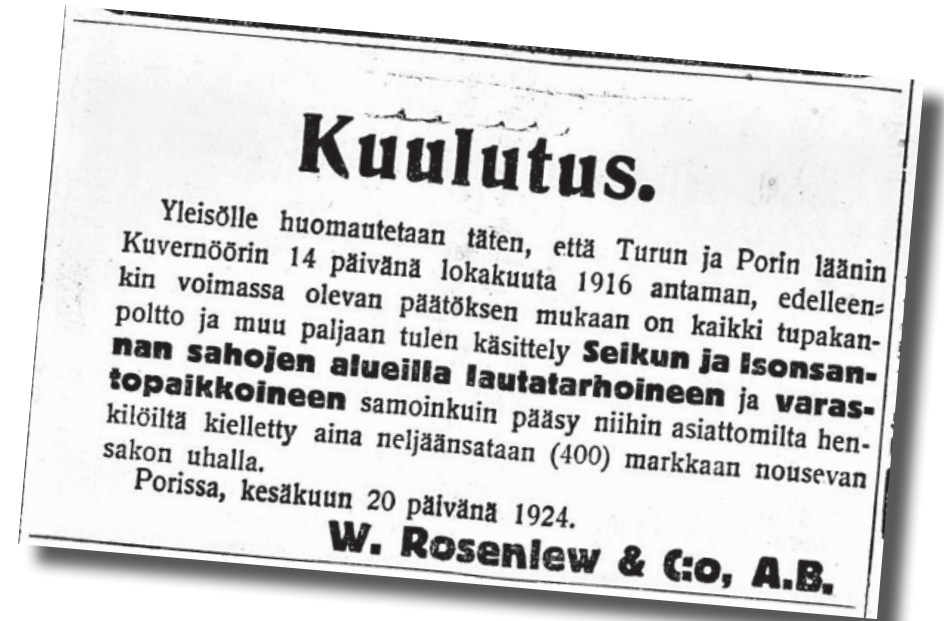 Kuulutus.
Yleisölle huomautetaan täten, että Turun ja Porin läänin
Kuvernöörin 14 päivänä lokakuuta 1916 antaman, edelleen=
kin voimassa olevan päätöksen mukaan on kaikki tupakan-
poltto ja muu paljaan tulen käsittely Seikun ja Isonsan-
nan sahojen alueilla lautatarhoineen ja varas-
topaikkoineen samoinkuin pääsy niihin asiattomilta hen-
kilöiltä kielletty aina neljäänsataan (400) markkaan nousevan
sakon uhalla.
Porissa, kesäkuun 20 päivänä 1924.
W. Rosenlew & C:o, A.B.